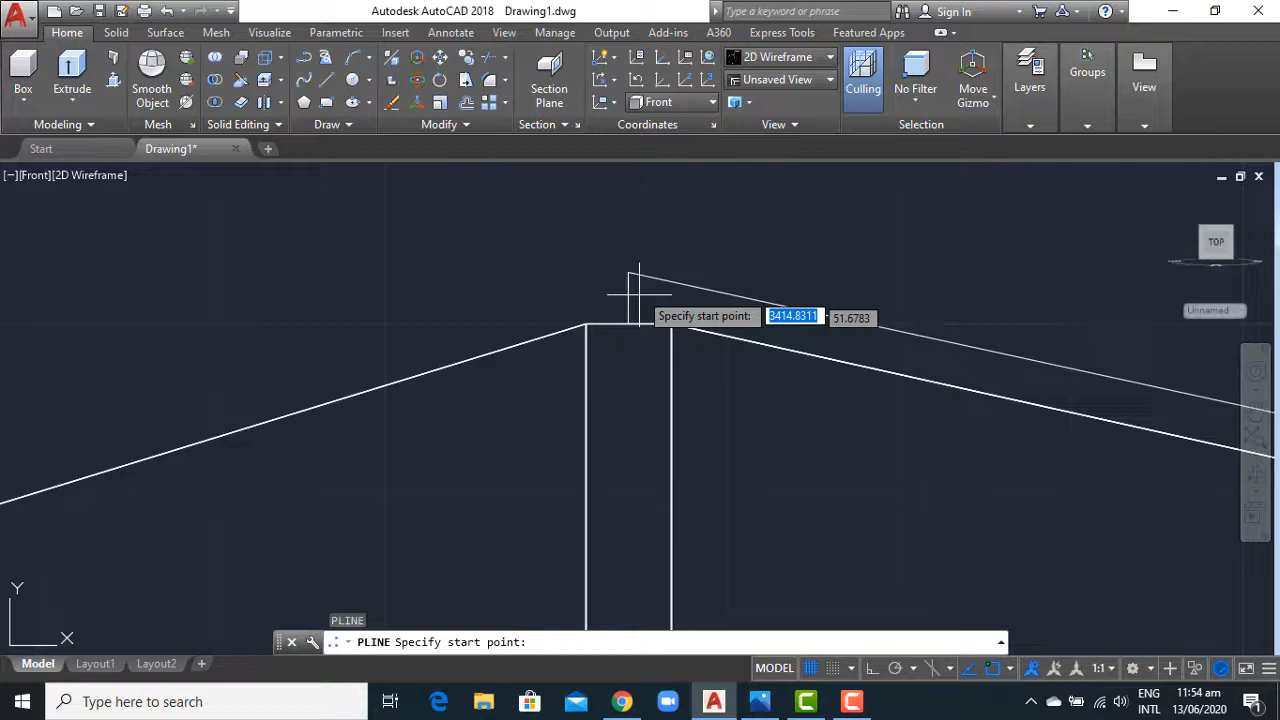 Autodesk AutoCAD 2018 Drawing1.dwg
Type a keyword or phrase
Sign In
Home Solid Surface Mesh Visualize Parametric Insert Annotate View Manage Output Add-ins A360 Express Tools Featured Apps
Box
Extrude
Smooth
Object
Section
Plane
2D Wireframe
Unsaved View
Front
Culling
No Filter
Move
Gizmo
Layers
Groups
View
Modeling
Mesh
Solid Editing
Draw
Modify
Section
Coordinates
View
Selection
Start
Drawing1*
[−][Front][2D Wireframe]
TOP
Unnamed
Specify start point: 3414.8311 51.6783
Y
X
PLINE
PLINE Specify start point:
Model Layout1 Layout2
MODEL
1:1
Type here to search
ENG
INTL
11:54 am
13/06/2020
1